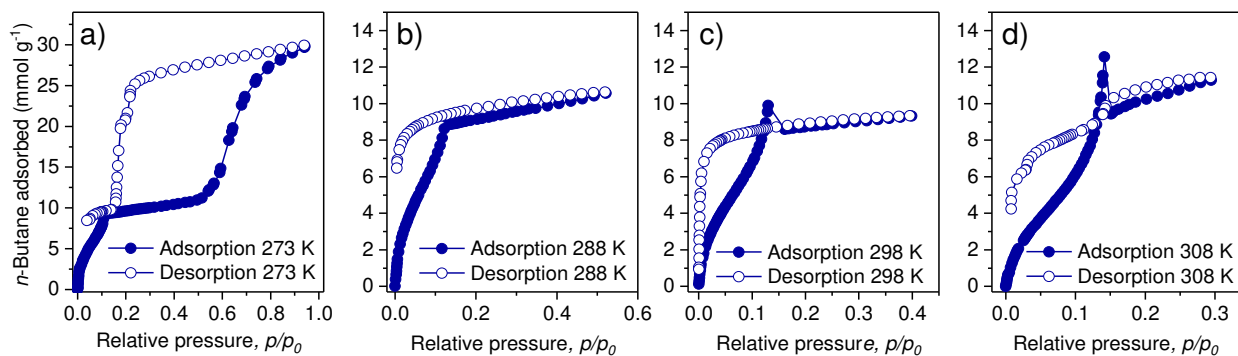 n-Butane adsorbed (mmol g⁻¹)
a)
30
25
20
15
10
5
0
Adsorption 273 K
Desorption 273 K
0.0 0.2 0.4 0.6 0.8 1.0
Relative pressure, p/p₀
b)
14
12
10
8
6
4
2
0
Adsorption 288 K
Desorption 288 K
0.0 0.2 0.4 0.6
Relative pressure, p/p₀
c)
14
12
10
8
6
4
2
0
Adsorption 298 K
Desorption 298 K
0.0 0.1 0.2 0.3 0.4
Relative pressure, p/p₀
d)
14
12
10
8
6
4
2
0
Adsorption 308 K
Desorption 308 K
0.0 0.1 0.2 0.3
Relative pressure, p/p₀